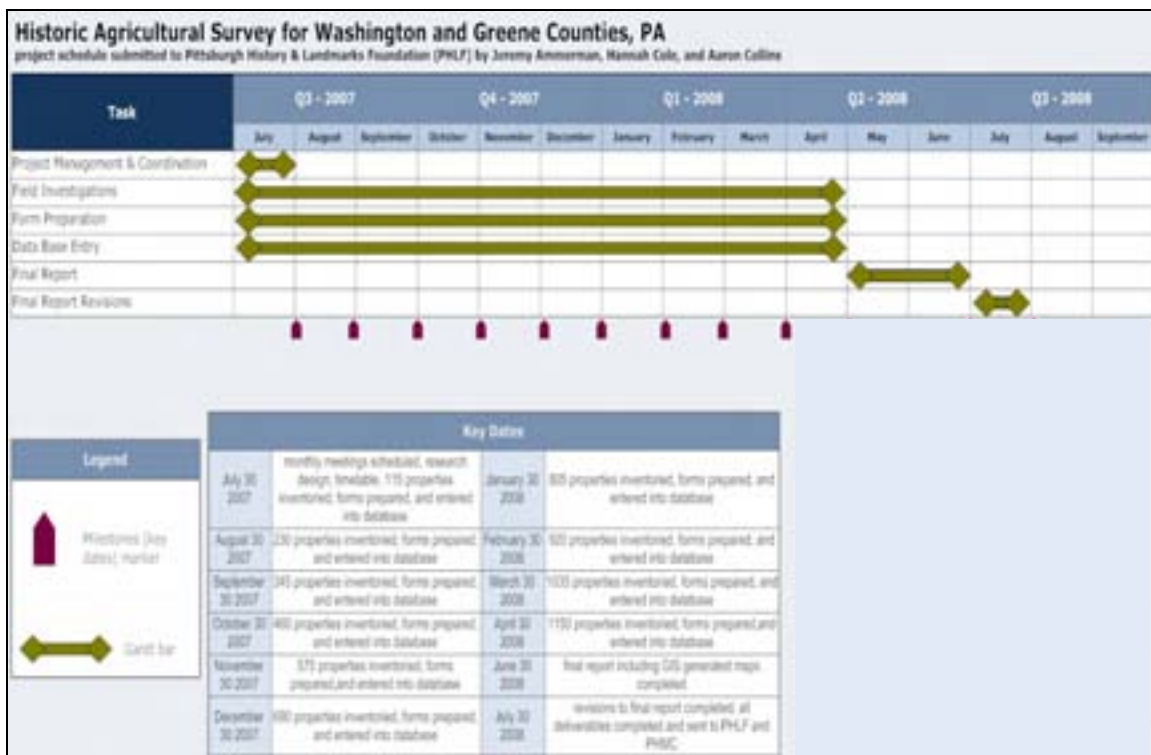 Historic Agricultural Survey for Washington and Greene Counties, PA
project schedule submitted to Pittsburgh History & Landmarks Foundation (PHLF) by Jeremy Ammerman, Hannah Cole, and Aaron Collins
Task
Q3 - 2007 Q4 - 2007 Q1 - 2008 Q2 - 2008 Q3 - 2008
July August September October November December January February March April May June July August September
Project Management & Coordination
Field Investigations
Form Preparation
Data Base Entry
Final Report
Final Report Revisions
Legend
Milestones (key
dates) marker
Gantt bar
Key Dates
July 30
2007
monthly meetings scheduled, research
design, timetable, 115 properties
inventoried, forms prepared, and entered
into database
January 30
2008
805 properties inventoried, forms prepared, and
entered into database
August 30
2007
230 properties inventoried, forms prepared,
and entered into database
February 30
2008
920 properties inventoried, forms prepared, and
entered into database
September
30 2007
345 properties inventoried, forms prepared,
and entered into database
March 30
2008
1035 properties inventoried, forms prepared, and
entered into database
October 30
2007
460 properties inventoried, forms prepared,
and entered into database
April 30
2008
1150 properties inventoried, forms prepared,and
entered into database
November
30 2007
575 properties inventoried, forms
prepared,and entered into database
June 30
2008
final report including GIS generated maps
completed
December
30 2007
690 properties inventoried, forms prepared,
and entered into database
July 30
2008
revisions to final report completed, all
deliverables completed and sent to PHLF and
PHMC